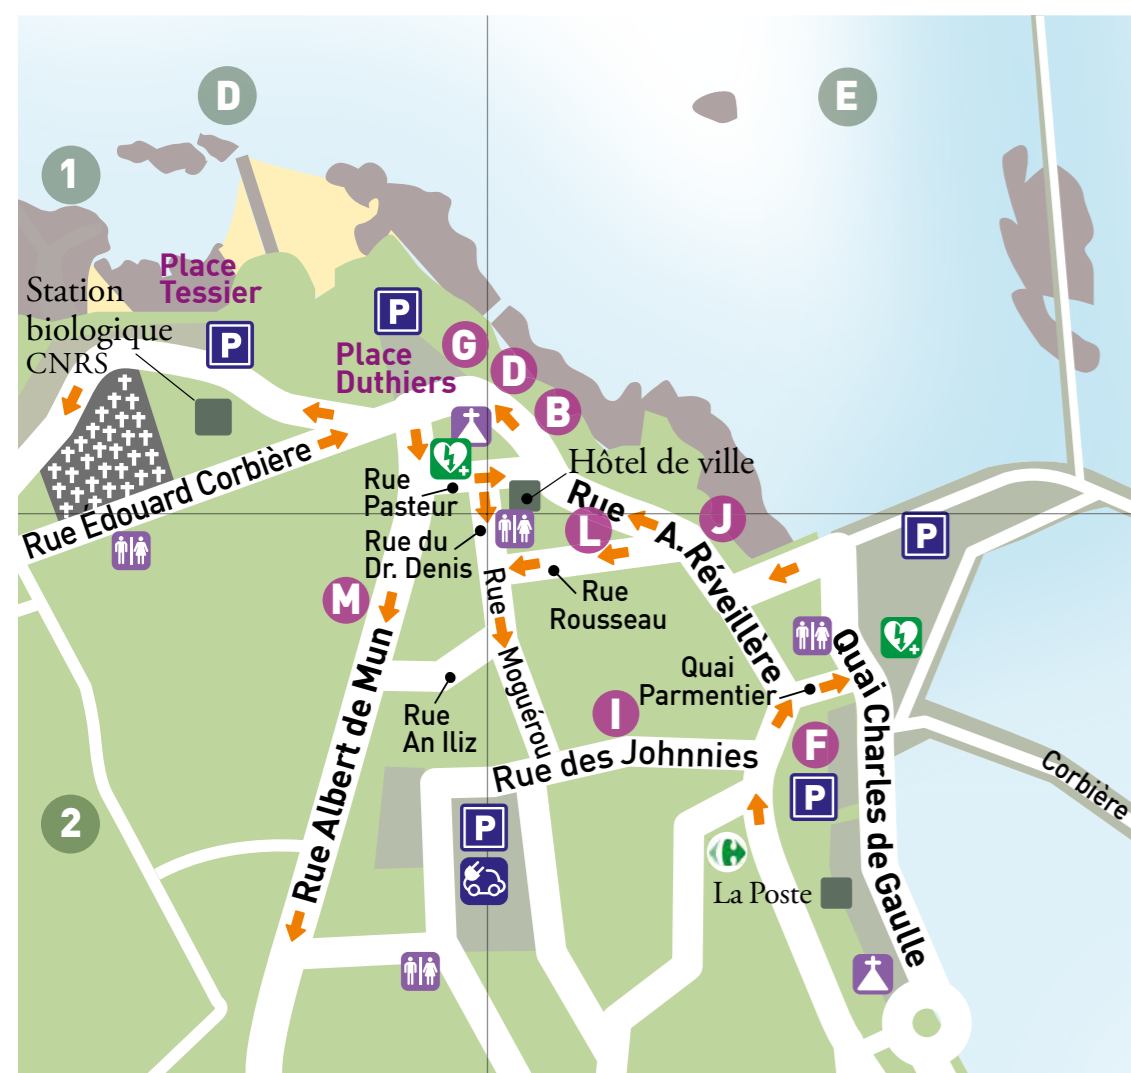 D
E
1
Place
Tessier
Station
biologique
CNRS
P
P
Place
Duthiers
G
D
B
Rue Édouard Corbière
Rue
Pasteur
Hôtel de ville
Rue A. Réveillère
L
J
P
Rue du
Dr. Denis
M
Rue
Rousseau
Rue Moguérou
Quai
Parmentier
Quai Charles de Gaulle
Rue
An Iliz
I
F
Rue Albert de Mun
Rue des Johnnies
P
P
Corbière
2
La Poste